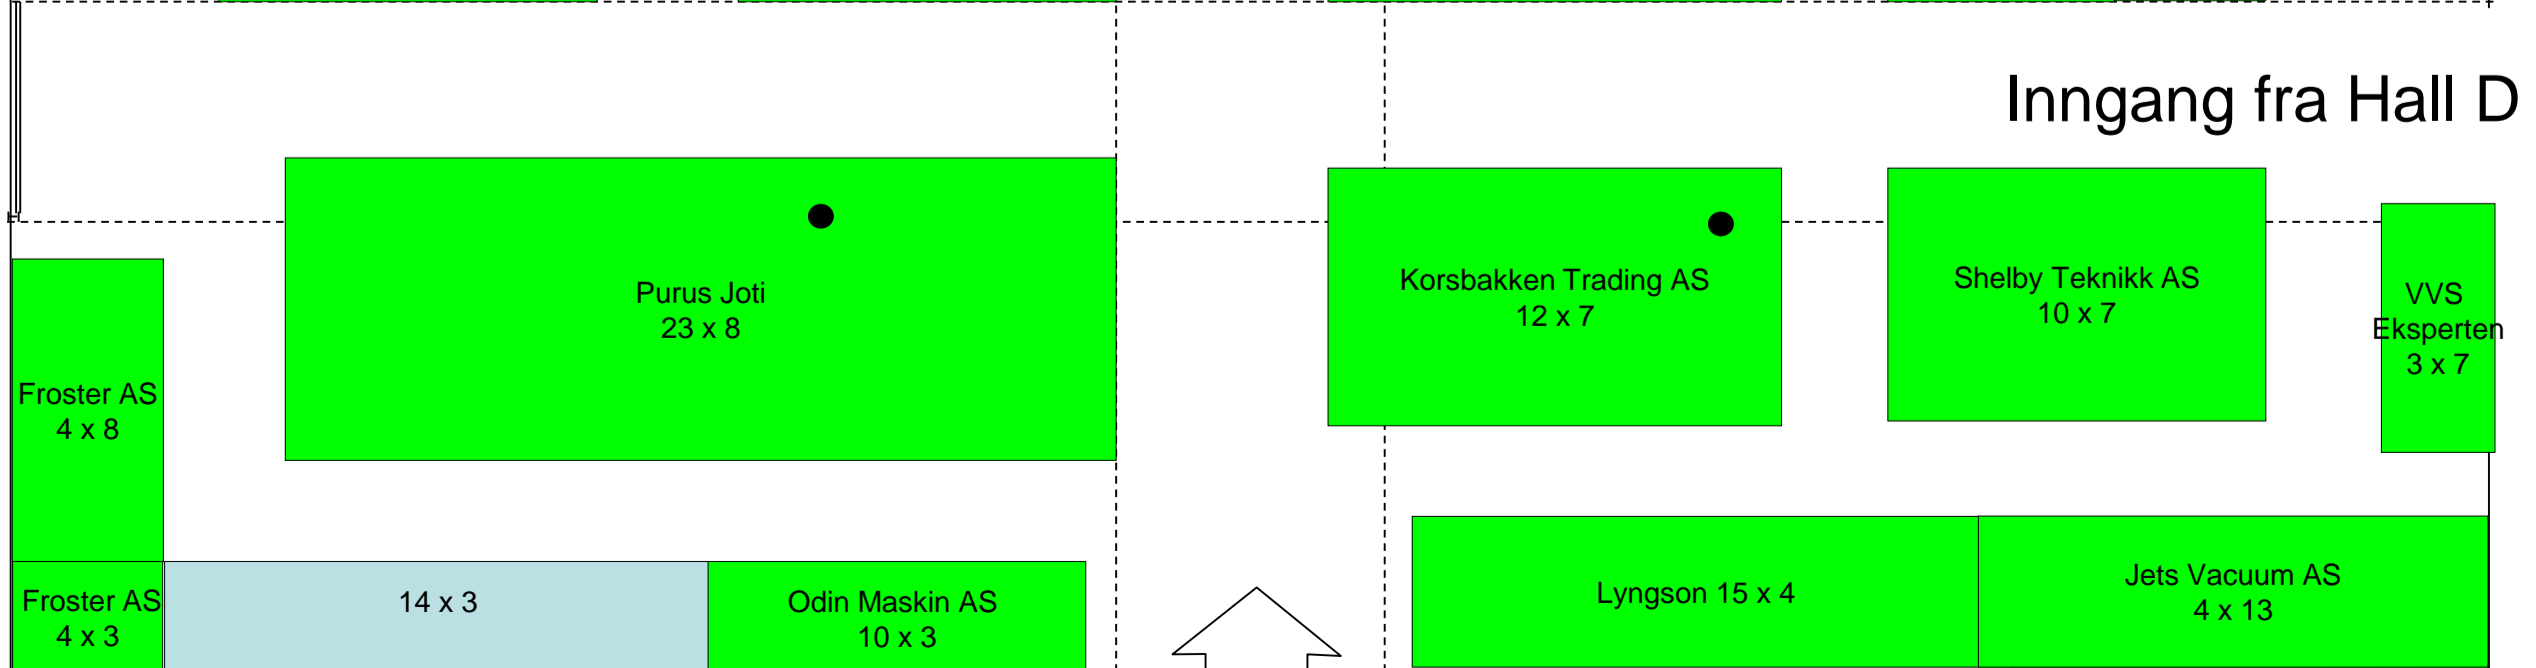 Inngang fra Hall D
Purus Joti
23 x 8
Korsbakken Trading AS
12 x 7
Shelby Teknikk AS
10 x 7
VVS
Eksperten
3 x 7
Froster AS
4 x 8
Froster AS
4 x 3
14 x 3
Odin Maskin AS
10 x 3
Lyngson 15 x 4
Jets Vacuum AS
4 x 13